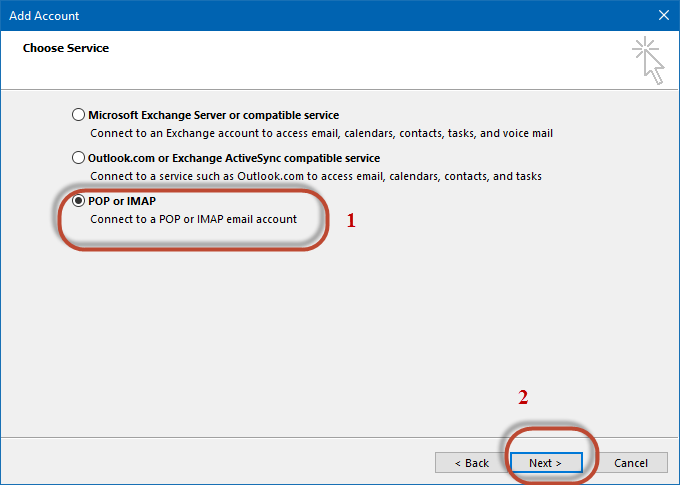 Add Account
Choose Service
Microsoft Exchange Server or compatible service
Connect to an Exchange account to access email, calendars, contacts, tasks, and voice mail
Outlook.com or Exchange ActiveSync compatible service
Connect to a service such as Outlook.com to access email, calendars, contacts, and tasks
POP or IMAP
Connect to a POP or IMAP email account
1
2
< Back Next > Cancel